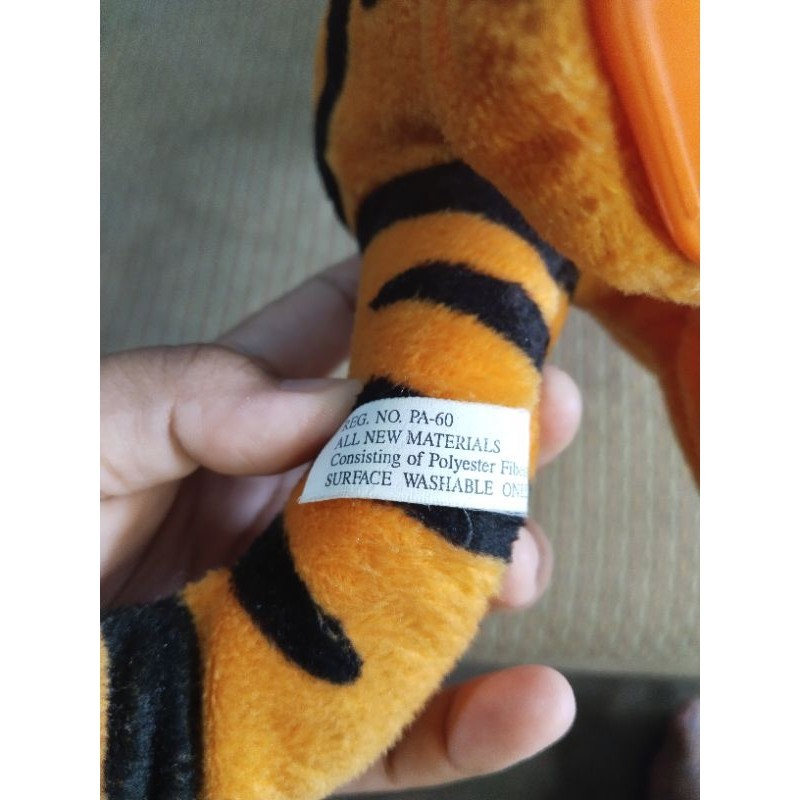 REG. NO. PA-60
ALL NEW MATERIALS
Consisting of Polyester
SURFACE WASHABLE